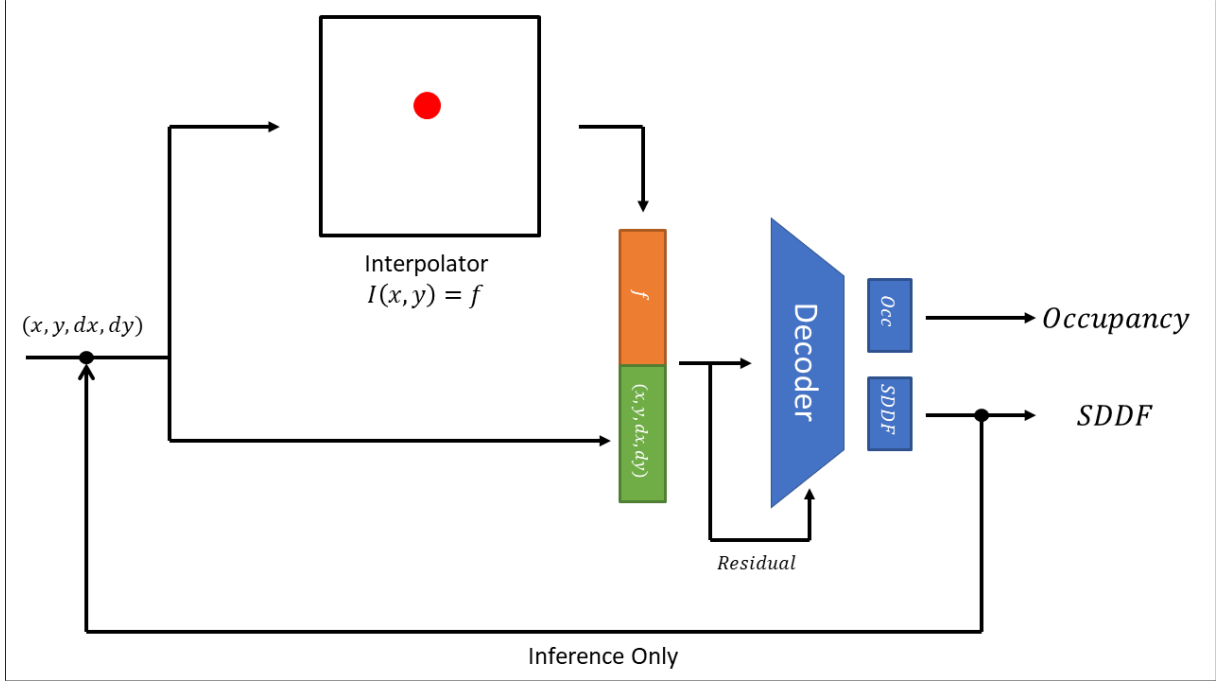 Interpolator
I(x, y) = f
(x, y, dx, dy)
f
(x, y, dx, dy)
Decoder
Occ
SDDF
Occupancy
SDDF
Residual
Inference Only